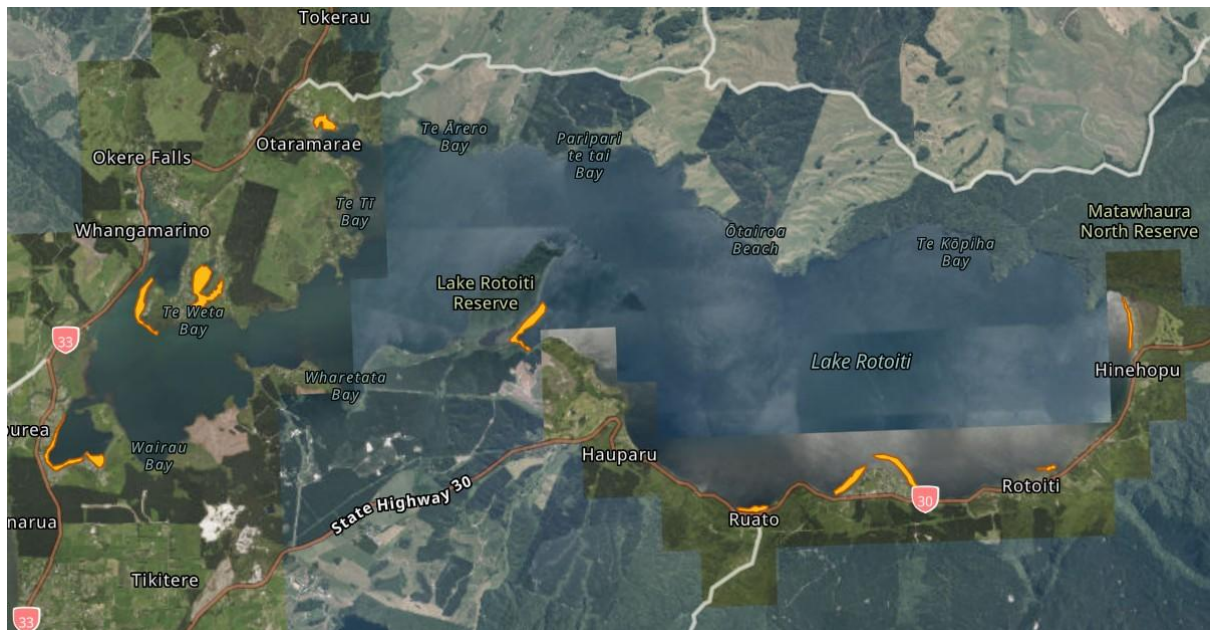 Tokerau
Te Ārero
Bay
Paripari
te tai
Bay
Otaramarae
Okere Falls
Te Tī
Bay
Matawhaura
North Reserve
Whangamarino
Ōtairoa
Beach
Te Kōpiha
Bay
Lake Rotoiti
Reserve
Te Weta
Bay
33
Lake Rotoiti
Hinehopu
Wharetata
Bay
ourea
Wairau
Bay
Hauparu
State Highway 30
Rotoiti
30
Ruato
narua
Tikitere
33